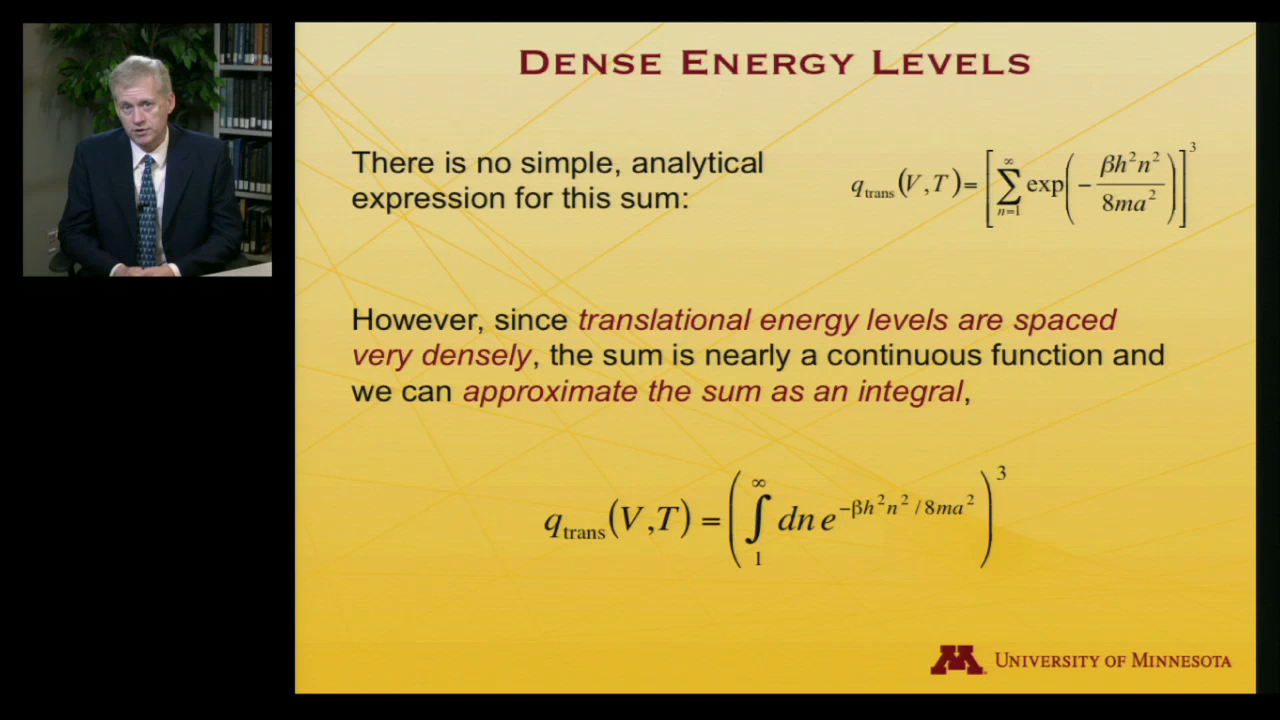 DENSE ENERGY LEVELS
There is no simple, analytical
expression for this sum:
q_trans(V,T) = [∑_{n=1}^{∞} exp(−βh²n²/8ma²)]³
However, since translational energy levels are spaced
very densely, the sum is nearly a continuous function and
we can approximate the sum as an integral,
q_trans(V,T) = (∫_1^∞ dn e^{−βh²n²/8ma²})³
M UNIVERSITY OF MINNESOTA